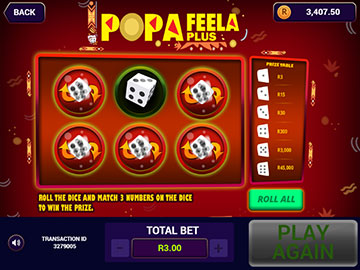 BACK
POPA FEELA
PLUS
R 3,407.50
PRIZE TABLE
R3
R15
R30
R300
R3,000
R45,000
ROLL THE DICE AND MATCH 3 NUMBERS ON THE DICE
TO WIN THE PRIZE.
ROLL ALL
TRANSACTION ID
3279005
TOTAL BET
- R3.00 +
PLAY
AGAIN